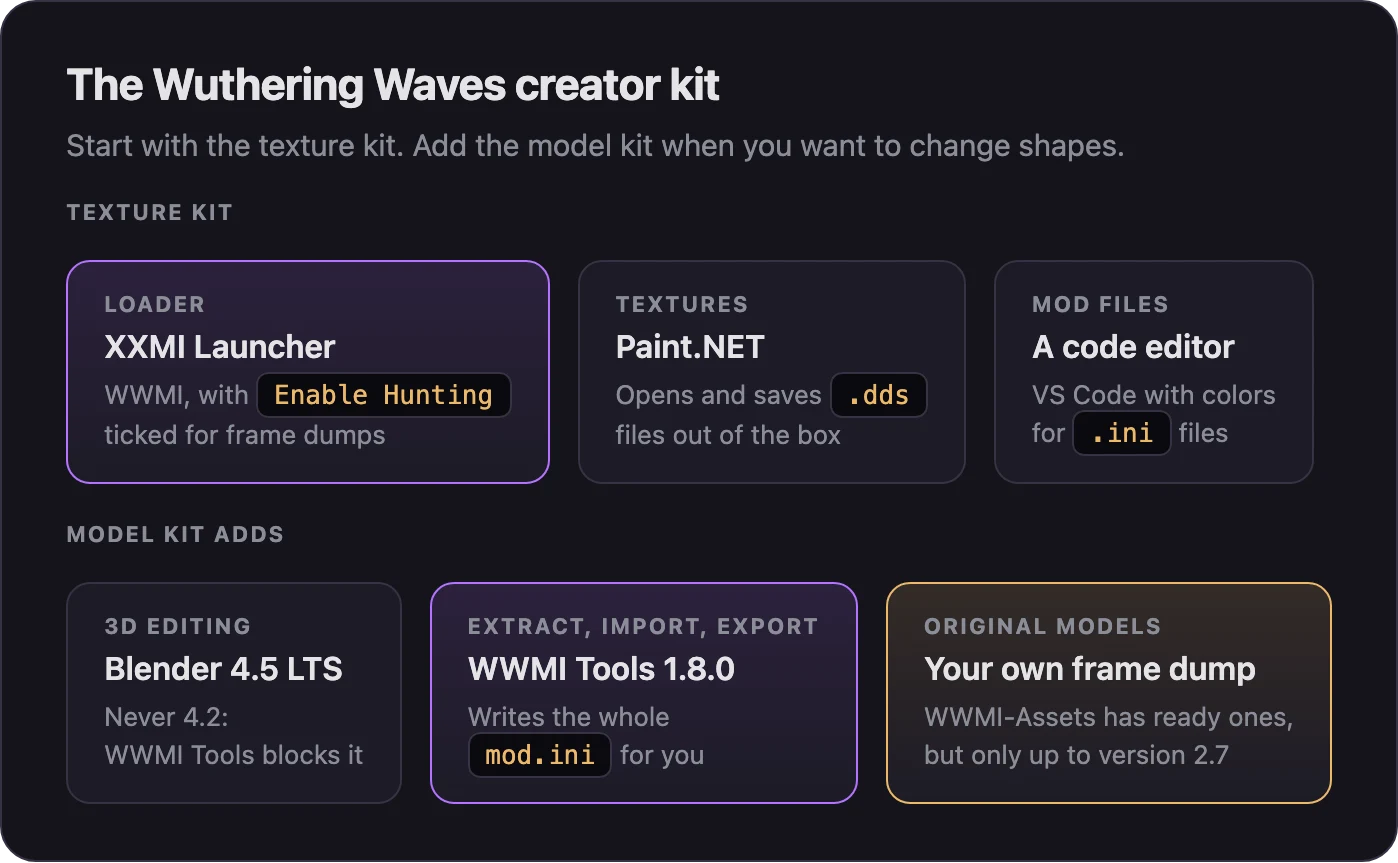 The Wuthering Waves creator kit
Start with the texture kit. Add the model kit when you want to change shapes.
TEXTURE KIT
LOADER
XXMI Launcher
WWMI, with Enable Hunting
ticked for frame dumps
TEXTURES
Paint.NET
Opens and saves .dds
files out of the box
MOD FILES
A code editor
VS Code with colors
for .ini files
MODEL KIT ADDS
3D EDITING
Blender 4.5 LTS
Never 4.2:
WWMI Tools blocks it
EXTRACT, IMPORT, EXPORT
WWMI Tools 1.8.0
Writes the whole
mod.ini for you
ORIGINAL MODELS
Your own frame dump
WWMI-Assets has ready ones,
but only up to version 2.7